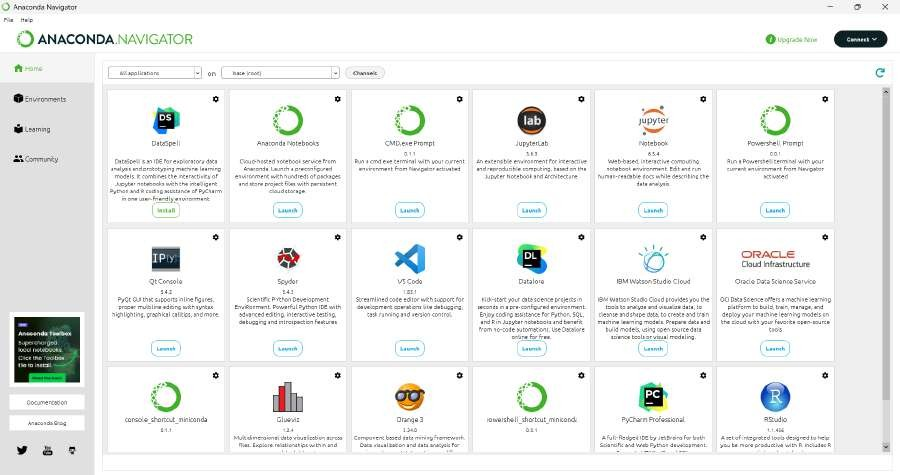 Anaconda Navigator
File Help
ANACONDA.NAVIGATOR
Upgrade Now
Connect
Home
Environments
Learning
Community
All applications
on
base (root)
Channels
DS
DataSpell
DataSpell is an IDE for exploratory data
analysis and prototyping machine learning
models. It combines the interactivity of
Jupyter notebooks with the intelligent
Python and R coding assistance of PyCharm
in one user-friendly environment.
Install
Anaconda Notebooks
Cloud-hosted notebook service from
Anaconda. Launch a preconfigured
environment with hundreds of packages
and store project files with persistent
cloud storage.
Launch
CMD.exe Prompt
0.1.1
Run a cmd.exe terminal with your current
environment from Navigator activated
Launch
lab
JupyterLab
An extensible environment for interactive
and reproducible computing, based on the
Jupyter Notebook and Architecture.
Launch
jupyter
Notebook
6.5.4
Web-based, interactive computing
notebook environment. Edit and run
human-readable docs while describing the
data analysis.
Launch
Powershell Prompt
0.0.1
Run a Powershell terminal with your
current environment from Navigator
activated
Launch
IP[y]:
Qt Console
5.4.2
PyQt GUI that supports inline figures,
proper multiline editing with syntax
highlighting, graphical calltips, and more.
Launch
Spyder
Scientific PYthon Development
EnviRonment. Powerful Python IDE with
advanced editing, interactive testing,
debugging and introspection features
Launch
VS Code
Streamlined code editor with support for
development operations like debugging,
task running and version control.
Launch
DL
Datalore
Kick-start your data science projects in
seconds in a pre-configured environment.
Enjoy coding assistance for Python, SQL,
and R in Jupyter notebooks and benefit
from no-code automations. Use Datalore
online for free.
Launch
IBM Watson Studio Cloud
IBM Watson Studio Cloud provides you the
tools to analyze and visualize data, to
cleanse and shape data, to create and train
machine learning models. Prepare data and
build models, using open source data
science tools or visual modeling.
Launch
ORACLE
Cloud Infrastructure
Oracle Data Science Service
OCI Data Science offers a machine learning
platform to build, train, manage, and
deploy your machine learning models on
the cloud with your favorite open-source
tools
Launch
console_shortcut_miniconda
0.1.1
Glueviz
1.2.4
Multidimensional data visualization across
files. Explore relationships within and
Orange 3
Component based data mining framework.
Data visualization and data analysis for
powershell_shortcut_miniconda
0.0.1
PC
PyCharm Professional
A full-fledged IDE by JetBrains for both
Scientific and Web Python development.
R
RStudio
1.1.456
A set of integrated tools designed to help
you be more productive with R. Includes R
Anaconda Toolbox
Supercharged
local notebooks.
Click the Toolbox
tile to install.
Documentation
Anaconda Blog